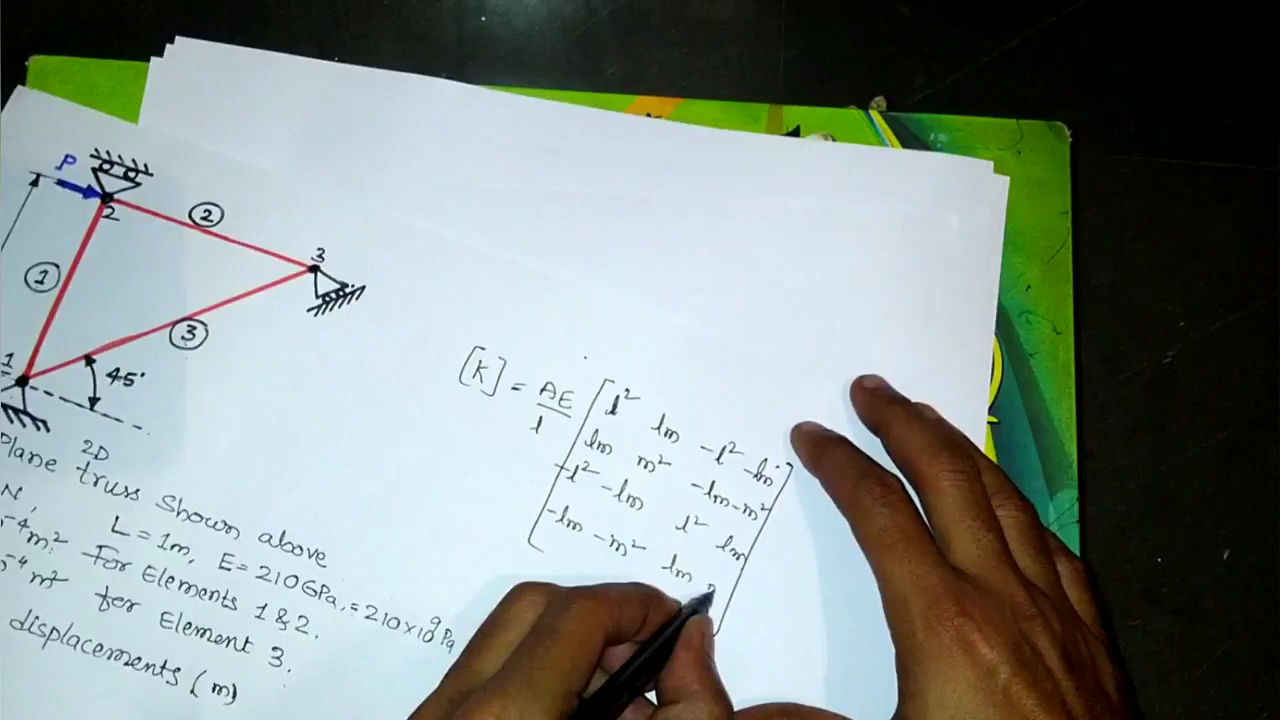 P
2
②
3
①
③
1
45°
2D
Plane truss Shown above
N,
L = 1m, E = 210 GPa, = 210×10⁹ Pa
⁻⁴m² For Elements 1 & 2.
⁻⁴ m² for Element 3.
displacements (m)
[K] = AE/l
l² lm -l² -lm
lm m² -lm -m²
-l² -lm l² lm
-lm -m² lm